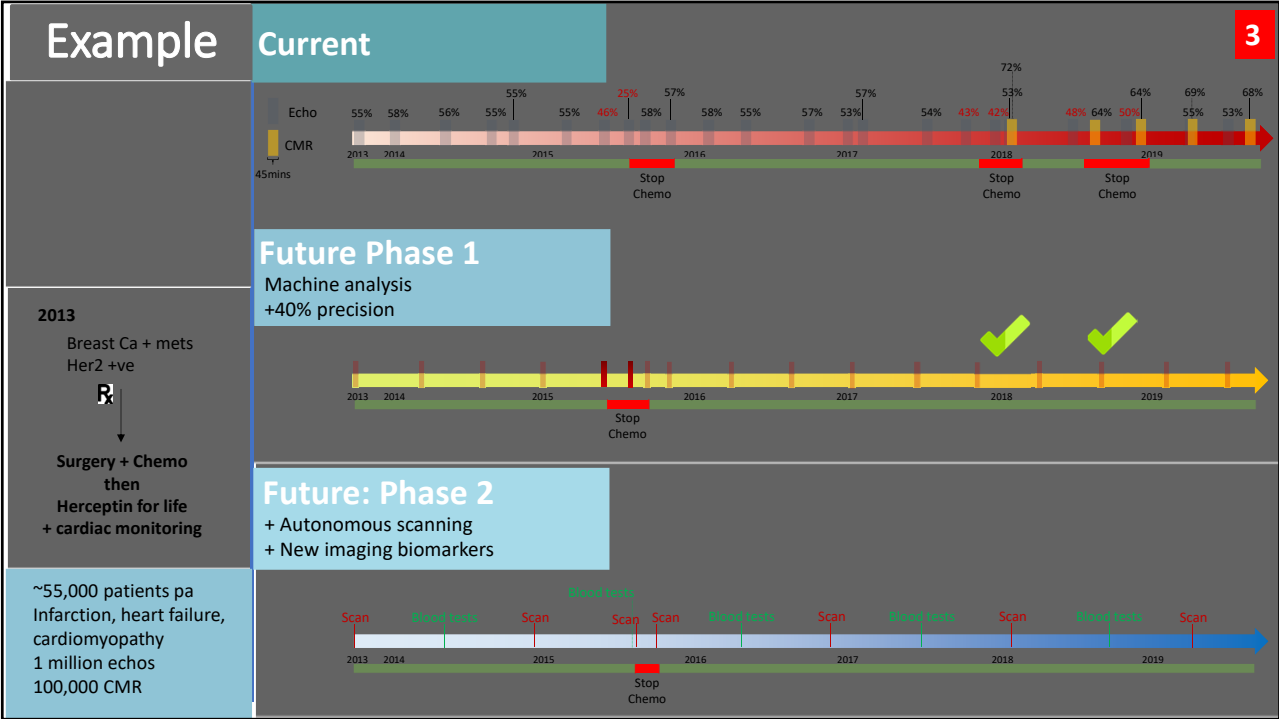 Example
Current
3
72%
55%
25%
57%
57%
53%
64%
69%
68%
Echo
55%
58%
56%
55%
55%
46%
58%
58%
55%
57%
53%
54%
43%
42%
48%
64%
50%
55%
53%
CMR
45mins
2013
2014
2015
2016
2017
2018
2019
Stop
Chemo
Stop
Chemo
Stop
Chemo
Future Phase 1
Machine analysis
+40% precision
2013
Breast Ca + mets
Her2 +ve
Rx
Surgery + Chemo
then
Herceptin for life
+ cardiac monitoring
2013
2014
2015
2016
2017
2018
2019
Stop
Chemo
Future: Phase 2
+ Autonomous scanning
+ New imaging biomarkers
~55,000 patients pa
Infarction, heart failure,
cardiomyopathy
1 million echos
100,000 CMR
Blood tests
Scan
Blood tests
Scan
Scan
Scan
Blood tests
Scan
Blood tests
Scan
Blood tests
Scan
2013
2014
2015
2016
2017
2018
2019
Stop
Chemo